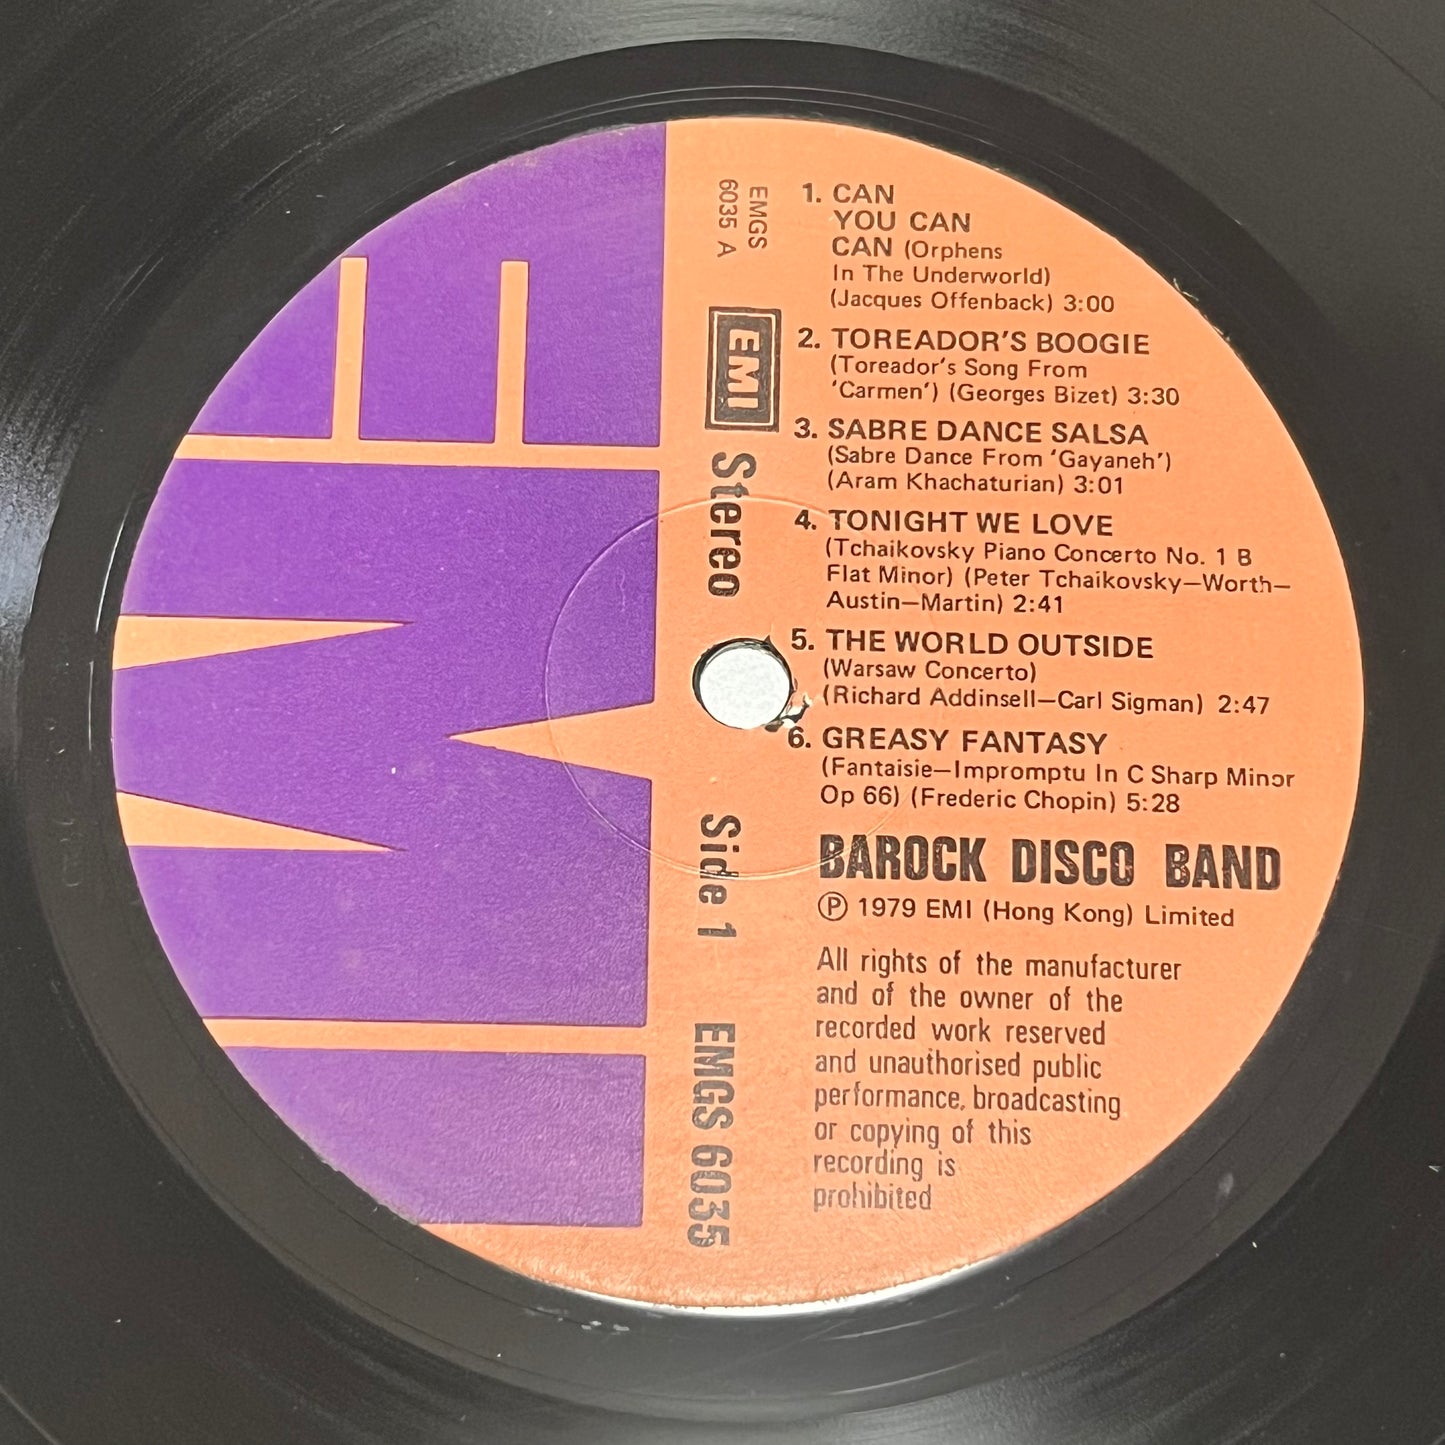 EMGS
6035 A
EMI
Stereo
Side 1
EMGS 6035
1. CAN
YOU CAN
CAN (Orphens
In The Underworld)
(Jacques Offenback) 3:00
2. TOREADOR'S BOOGIE
(Toreador's Song From
'Carmen') (Georges Bizet) 3:30
3. SABRE DANCE SALSA
(Sabre Dance From 'Gayaneh')
(Aram Khachaturian) 3:01
4. TONIGHT WE LOVE
(Tchaikovsky Piano Concerto No. 1 B
Flat Minor) (Peter Tchaikovsky—Worth—
Austin—Martin) 2:41
5. THE WORLD OUTSIDE
(Warsaw Concerto)
(Richard Addinsell—Carl Sigman) 2:47
6. GREASY FANTASY
(Fantaisie—Impromptu In C Sharp Minor
Op 66) (Frederic Chopin) 5:28
BAROCK DISCO BAND
Ⓟ 1979 EMI (Hong Kong) Limited
All rights of the manufacturer
and of the owner of the
recorded work reserved
and unauthorised public
performance, broadcasting
or copying of this
recording is
prohibited